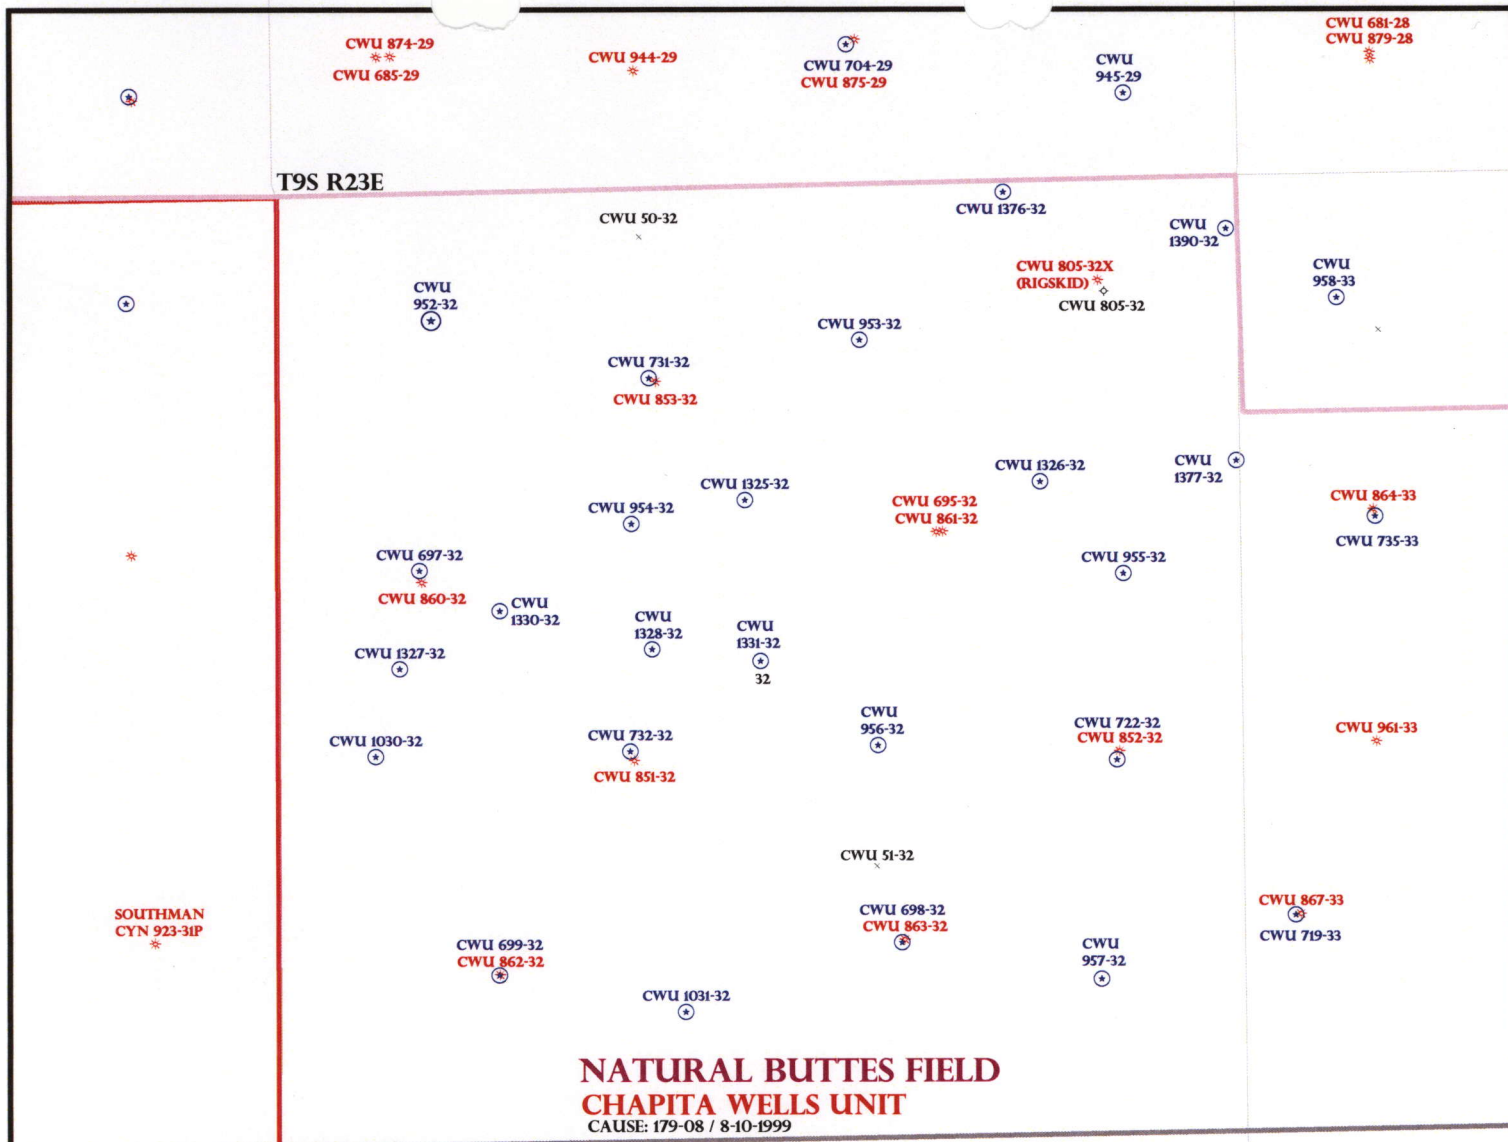 CWU 681-28
CWU 879-28
CWU 874-29
CWU 685-29
CWU 944-29
CWU 704-29
CWU 875-29
CWU
945-29
T9S R23E
CWU 50-32
CWU 1376-32
CWU
1390-32
CWU 805-32X
(RIGSKID)
CWU 805-32
CWU
958-33
CWU
952-32
CWU 953-32
CWU 731-32
CWU 853-32
CWU 1325-32
CWU 954-32
CWU 695-32
CWU 861-32
CWU 1326-32
CWU
1377-32
CWU 864-33
CWU 735-33
CWU 697-32
CWU 860-32
CWU 955-32
CWU
1330-32
CWU
1328-32
CWU
1331-32
32
CWU 1327-32
CWU 1030-32
CWU 732-32
CWU 851-32
CWU
956-32
CWU 722-32
CWU 852-32
CWU 961-33
CWU 51-32
SOUTHMAN
CYN 923-31P
CWU 699-32
CWU 862-32
CWU 698-32
CWU 863-32
CWU
957-32
CWU 867-33
CWU 719-33
CWU 1031-32
NATURAL BUTTES FIELD
CHAPITA WELLS UNIT
CAUSE: 179-08 / 8-10-1999